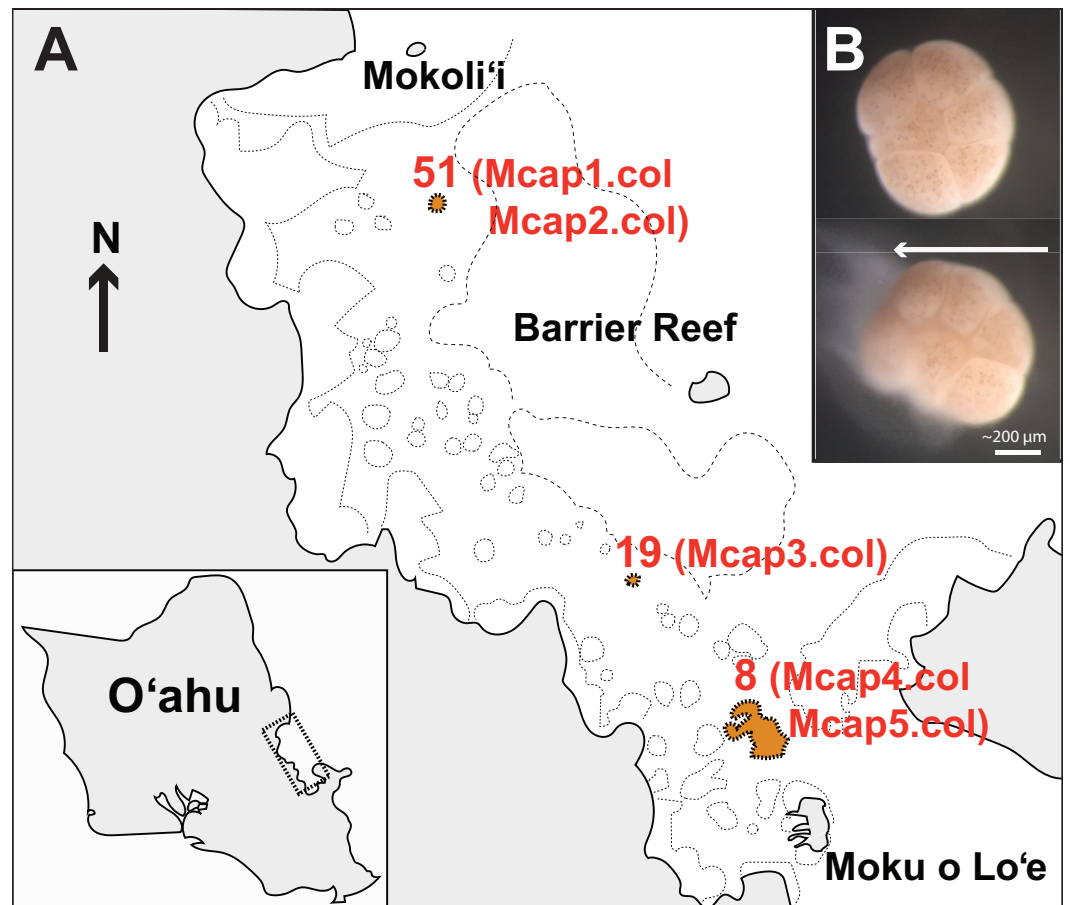 A
B
Mokoli‘i
51 (Mcap1.col
Mcap2.col)
N
Barrier Reef
~200 µm
19 (Mcap3.col)
8 (Mcap4.col
Mcap5.col)
O‘ahu
Moku o Lo‘e